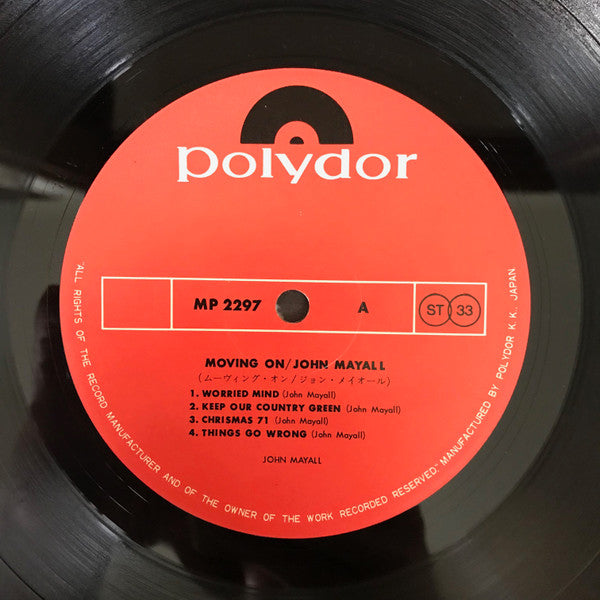 polydor
MP 2297
A
ST 33
MOVING ON/JOHN MAYALL
(ムーヴィング・オン/ジョン・メイオール)
1. WORRIED MIND (John Mayall)
2. KEEP OUR COUNTRY GREEN (John Mayall)
3. CHRISMAS 71 (John Mayall)
4. THINGS GO WRONG (John Mayall)
JOHN MAYALL
"ALL RIGHTS OF THE RECORD MANUFACTURER AND OF THE OWNER OF THE WORK RECORDED RESERVED." MANUFACTURED BY POLYDOR K. K., JAPAN